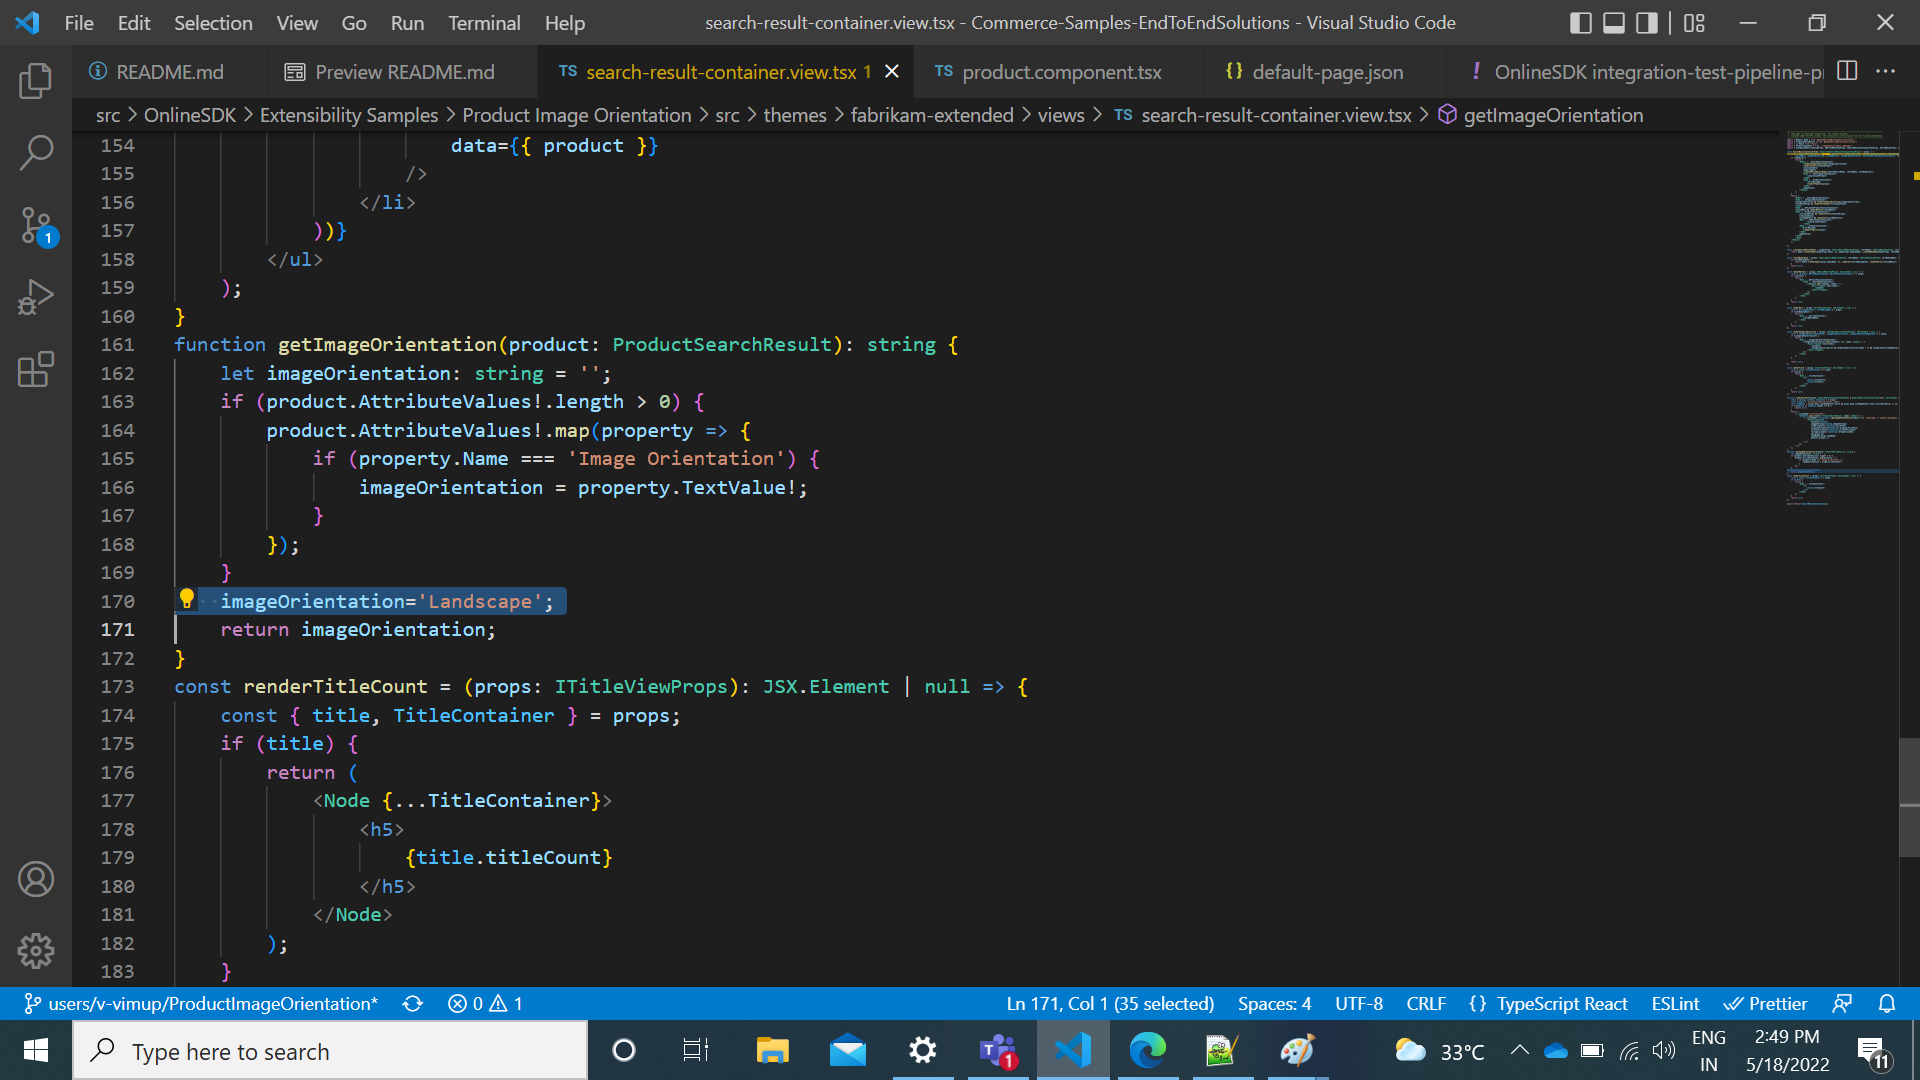 File Edit Selection View Go Run Terminal Help search-result-container.view.tsx - Commerce-Samples-EndToEndSolutions - Visual Studio Code
README.md Preview README.md TS search-result-container.view.tsx 1 TS product.component.tsx {} default-page.json ! OnlineSDK integration-test-pipeline-pr
src > OnlineSDK > Extensibility Samples > Product Image Orientation > src > themes > fabrikam-extended > views > TS search-result-container.view.tsx > getImageOrientation
154 data={{ product }}
155 />
156 </li>
157 ))}
158 </ul>
159 );
160 }
161 function getImageOrientation(product: ProductSearchResult): string {
162 let imageOrientation: string = '';
163 if (product.AttributeValues!.length > 0) {
164 product.AttributeValues!.map(property => {
165 if (property.Name === 'Image Orientation') {
166 imageOrientation = property.TextValue!;
167 }
168 });
169 }
170 imageOrientation='Landscape';
171 return imageOrientation;
172 }
173 const renderTitleCount = (props: ITitleViewProps): JSX.Element | null => {
174 const { title, TitleContainer } = props;
175 if (title) {
176 return (
177 <Node {...TitleContainer}>
178 <h5>
179 {title.titleCount}
180 </h5>
181 </Node>
182 );
183 }
1
users/v-vimup/ProductImageOrientation* 0 1 Ln 171, Col 1 (35 selected) Spaces: 4 UTF-8 CRLF {} TypeScript React ESLint Prettier
Type here to search 1 33°C ENG IN 2:49 PM 5/18/2022 11